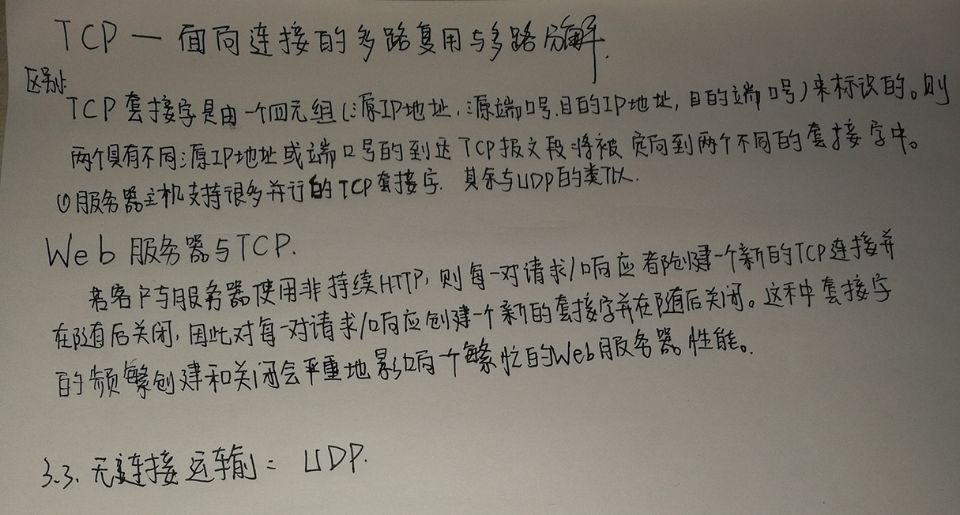 TCP — 面向连接的多路复用与多路分解.
区别:
TCP 套接字是由一个四元组(源IP地址,源端口号,目的IP地址,目的端口号)来标识的。则
两个具有不同源IP地址或端口号的到达TCP报文段将被定向到两个不同的套接字中。
①服务器主机支持很多并行的TCP套接字. 其余与UDP的类似.
Web 服务器与TCP.
若客户与服务器使用非持续HTTP, 则每一对请求/响应都创建一个新的TCP连接并
在随后关闭, 因此对每一对请求/响应创建一个新的套接字并在随后关闭。这种套接字
的频繁创建和关闭会严重地影响一个繁忙的Web服务器性能。
3.3. 无连接运输: UDP.